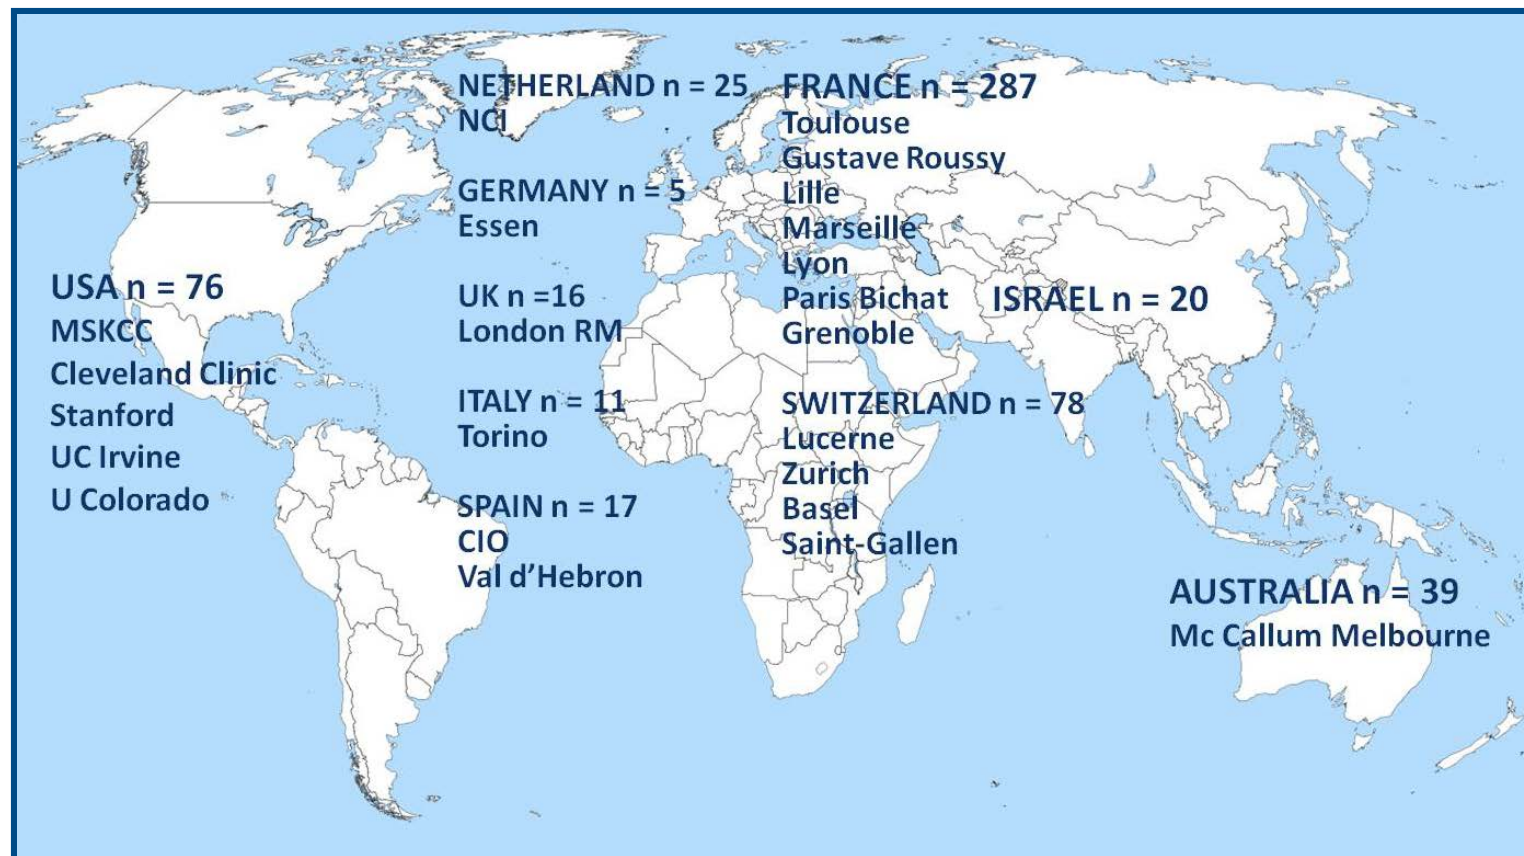 USA n = 76
MSKCC
Cleveland Clinic
Stanford
UC Irvine
U Colorado
NETHERLAND n = 25
NCI
GERMANY n = 5
Essen
UK n =16
London RM
ITALY n = 11
Torino
SPAIN n = 17
CIO
Val d’Hebron
FRANCE n = 287
Toulouse
Gustave Roussy
Lille
Marseille
Lyon
Paris Bichat
Grenoble
SWITZERLAND n = 78
Lucerne
Zurich
Basel
Saint-Gallen
ISRAEL n = 20
AUSTRALIA n = 39
Mc Callum Melbourne